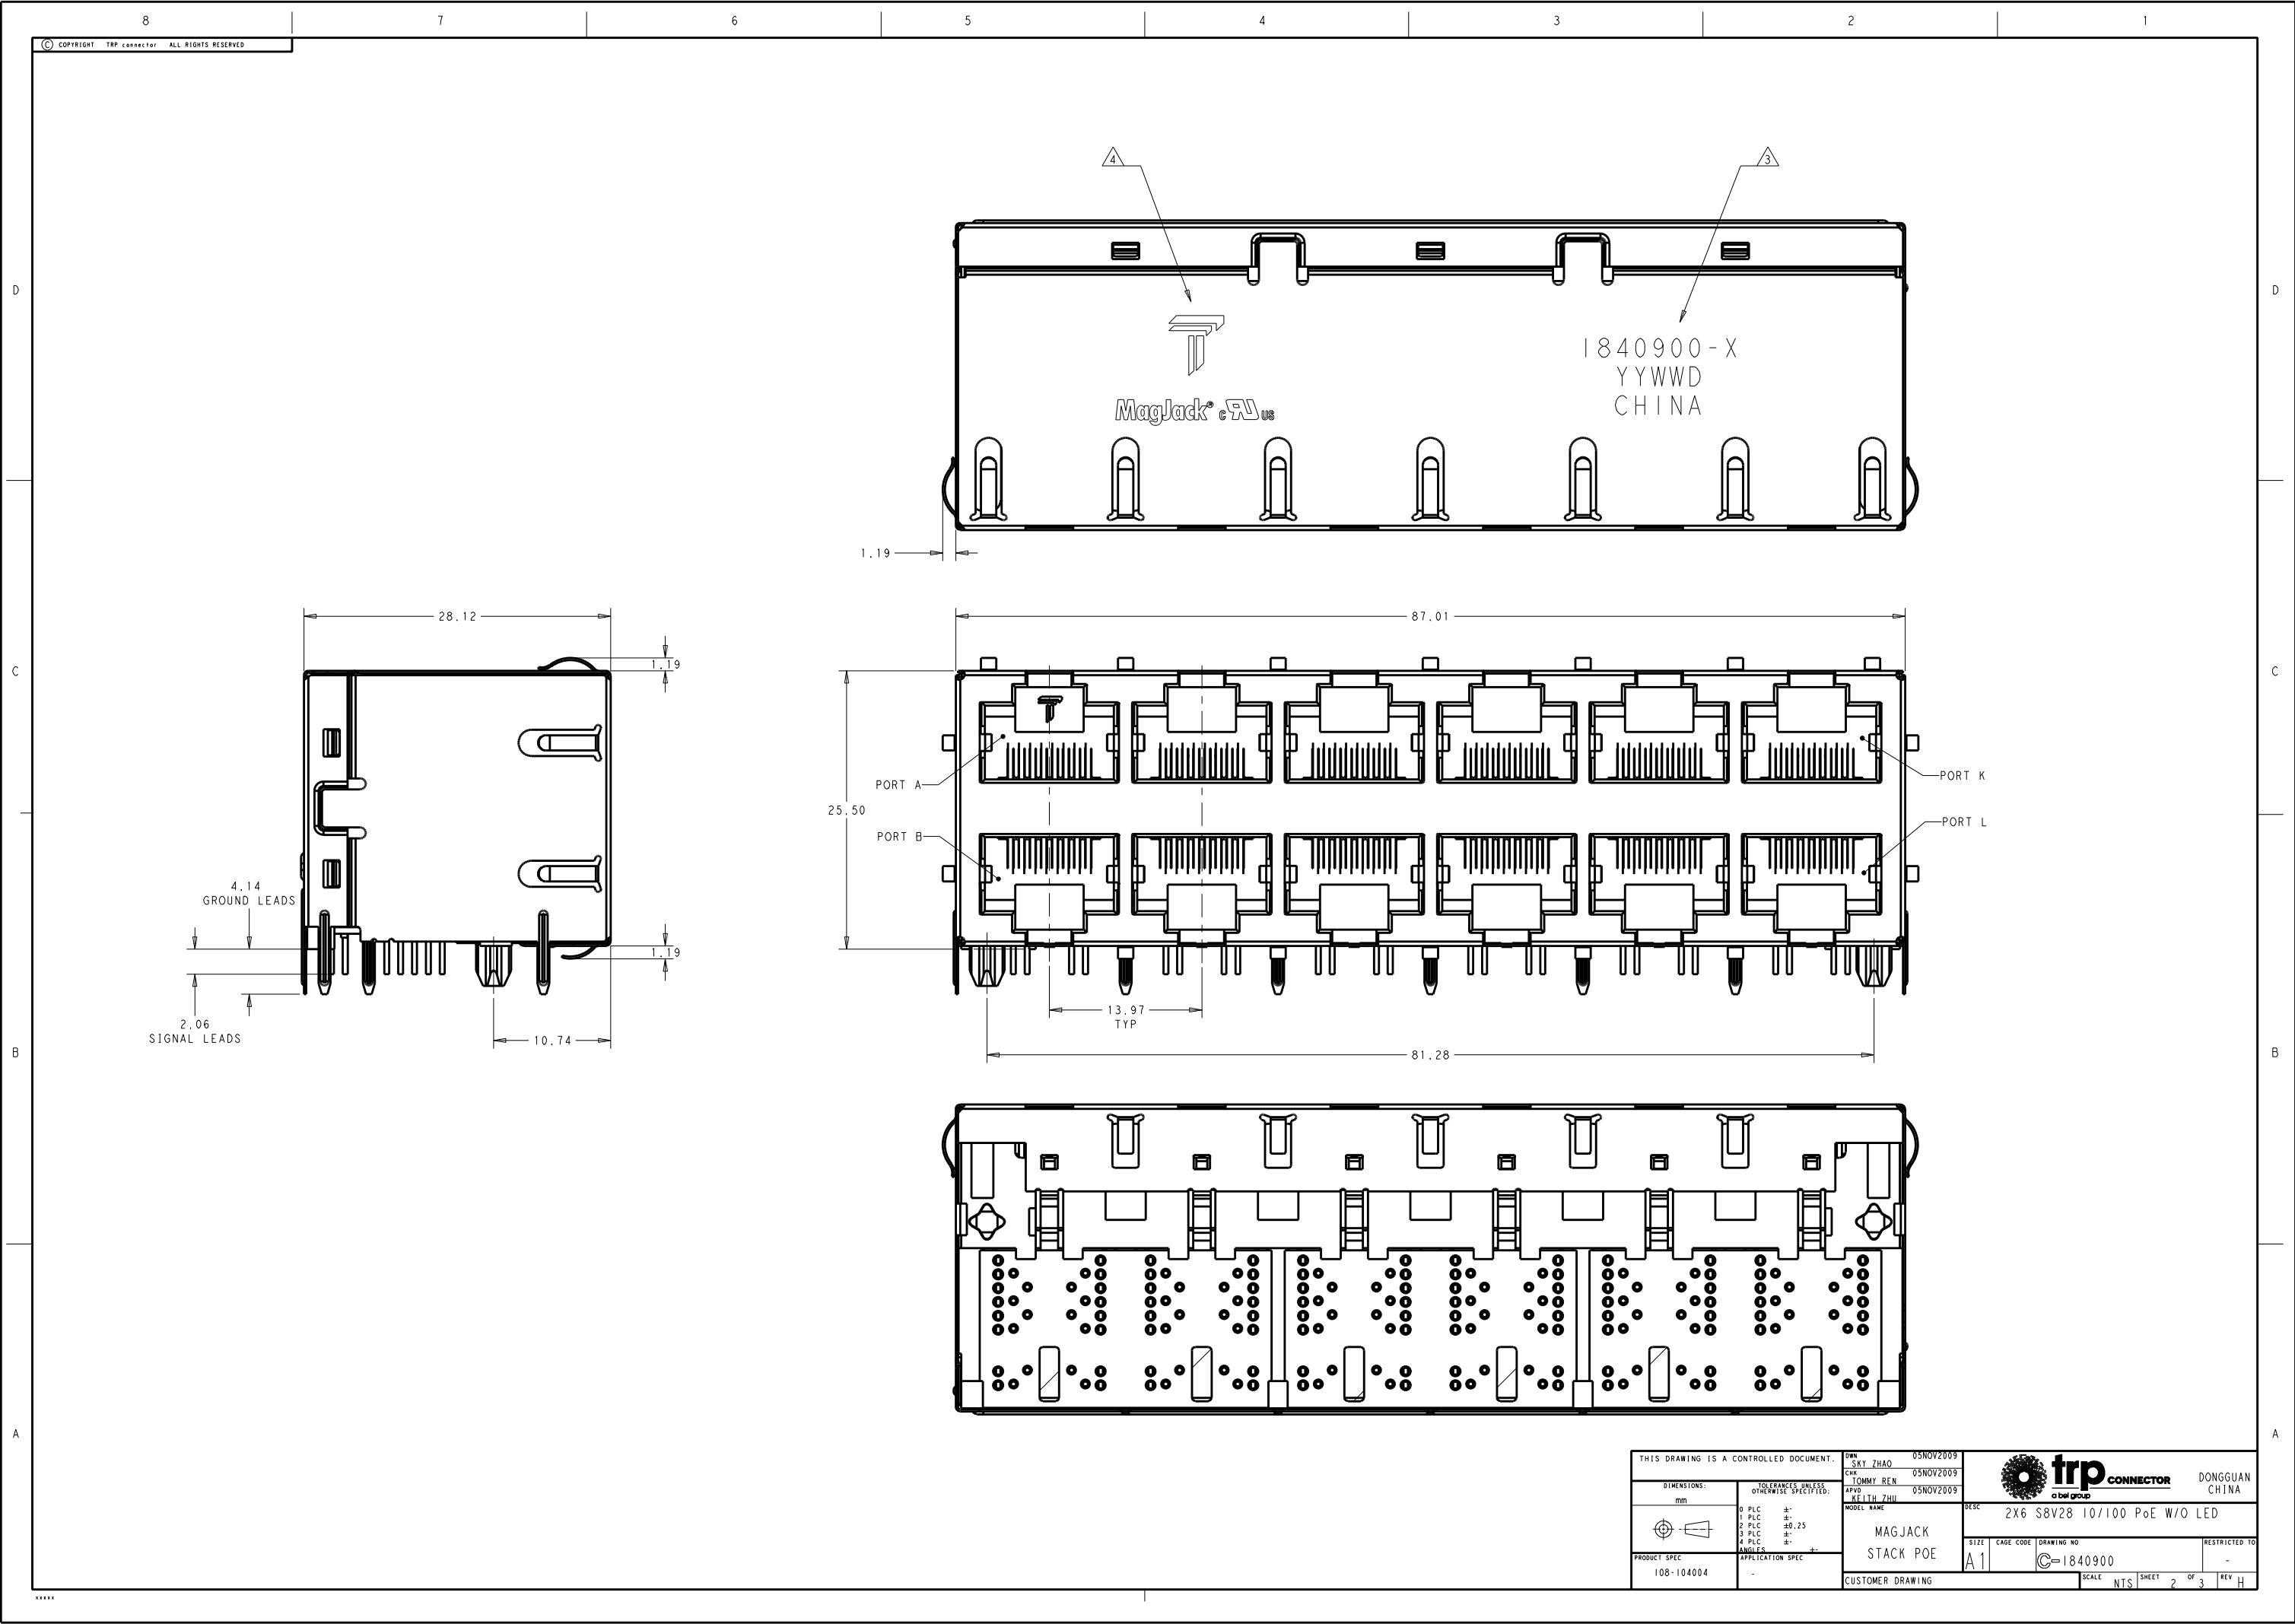 8 7 6 5 4 3 2 1
© COPYRIGHT TRP connector ALL RIGHTS RESERVED
4
3
D
D
1840900-X
YYWWD
CHINA
MagJack® c RU us
1.19
28.12
87.01
C
1.19
C
PORT A
PORT K
25.50
PORT B
PORT L
4.14
GROUND LEADS
1.19
2.06
SIGNAL LEADS
10.74
13.97
TYP
81.28
B
B
A
A
THIS DRAWING IS A CONTROLLED DOCUMENT.
DIMENSIONS:
mm
TOLERANCES UNLESS
OTHERWISE SPECIFIED:
0 PLC ±-
1 PLC ±-
2 PLC ±0.25
3 PLC ±-
4 PLC ±-
ANGLES ±-
PRODUCT SPEC
108-104004
APPLICATION SPEC
-
DWN 05NOV2009
SKY ZHAO
CHK 05NOV2009
TOMMY REN
APVD 05NOV2009
KEITH ZHU
MODEL NAME
MAGJACK
STACK POE
CUSTOMER DRAWING
trp CONNECTOR
a bel group
DONGGUAN
CHINA
DESC
2X6 S8V28 10/100 PoE W/O LED
SIZE
A1
CAGE CODE
DRAWING NO
C-1840900
RESTRICTED TO
-
SCALE NTS
SHEET 2 OF 3
REV H